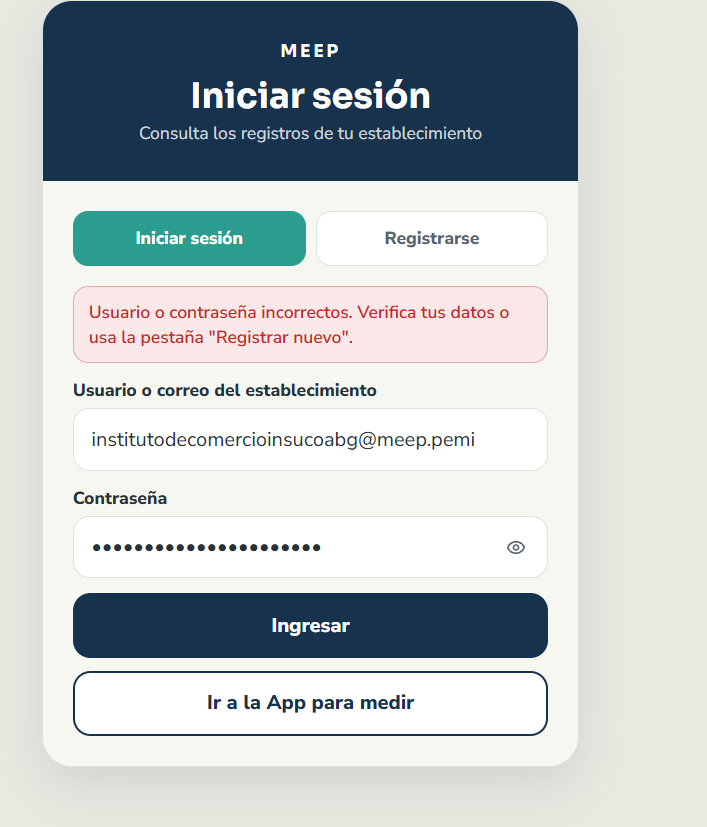 MEEP
Iniciar sesión
Consulta los registros de tu establecimiento
Iniciar sesión
Registrarse
Usuario o contraseña incorrectos. Verifica tus datos o
usa la pestaña "Registrar nuevo".
Usuario o correo del establecimiento
institutodecomercioinsucoabg@meep.pemi
Contraseña
••••••••••••••••••••••
Ingresar
Ir a la App para medir